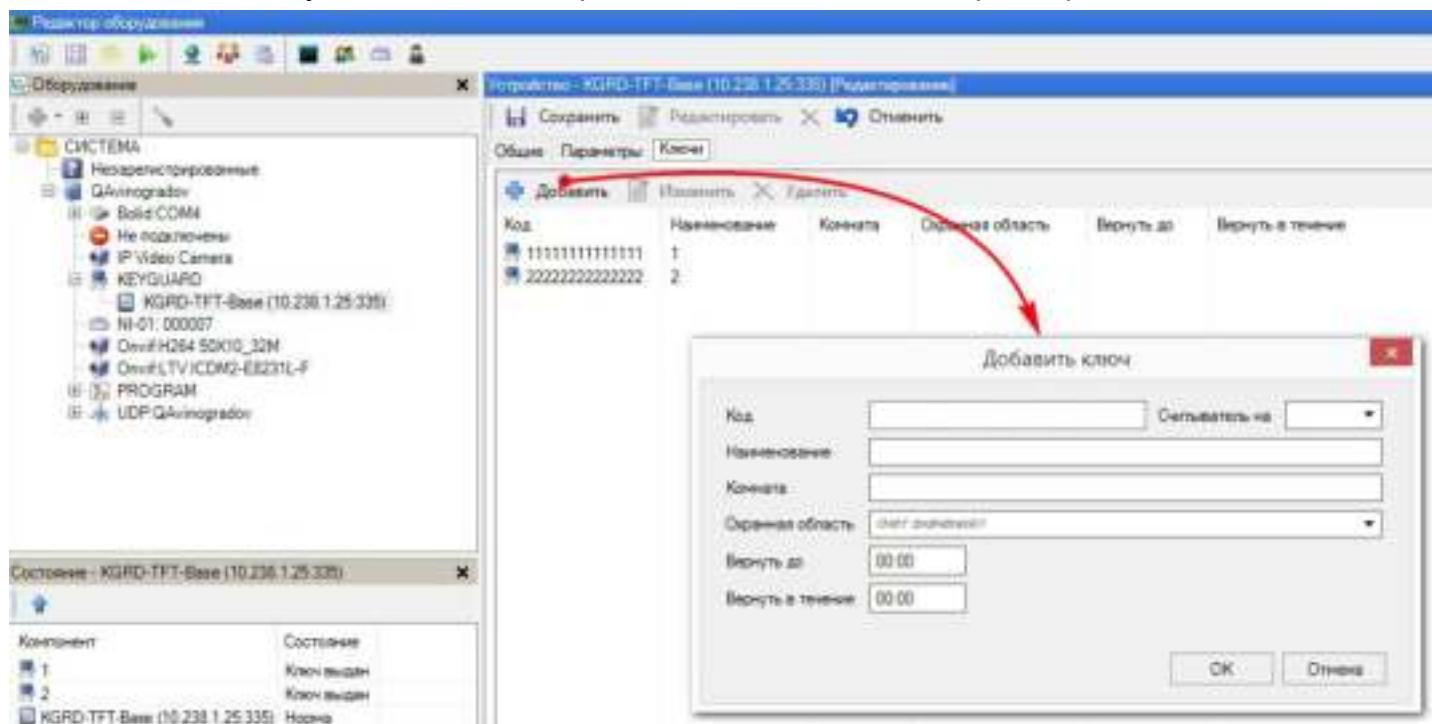 Редактор оборудования
Оборудование
СИСТЕМА
Незарегистрированные
QAvinogradov
Bolid:COM4
Не подключены
IP Video Camera
KEYGUARD
KGRD-TFT-Base (10.238.1.25:335)
NI-01: 000007
Onvif:H264 50X10_32M
Onvif:LTV ICDM2-E8231L-F
PROGRAM
UDP:QAvinogradov
Состояние - KGRD-TFT-Base (10.238.1.25:335)
Компонент Состояние
1 Ключ выдан
2 Ключ выдан
KGRD-TFT-Base (10.238.1.25:335) Норма
Устройство - KGRD-TFT-Base (10.238.1.25:335) [Редактирование]
Сохранить Редактировать Отменить
Общие Параметры Ключи
Добавить Изменить Удалить
Код Наименование Комната Охранная область Вернуть до Вернуть в течение
1
2
Добавить ключ
Код Считыватель на
Наименование
Комната
Охранная область <нет значения>
Вернуть до 00:00
Вернуть в течение 00:00
OK Отмена